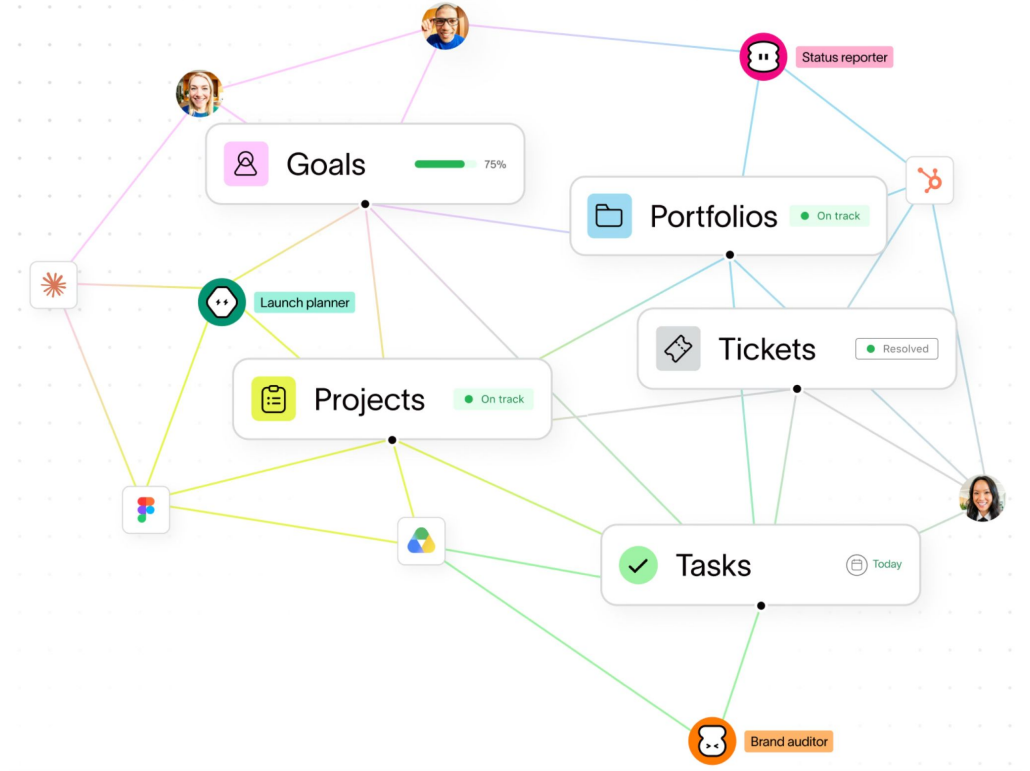 Status reporter
Goals
75%
Portfolios
On track
Launch planner
Tickets
Resolved
Projects
On track
Tasks
Today
Brand auditor